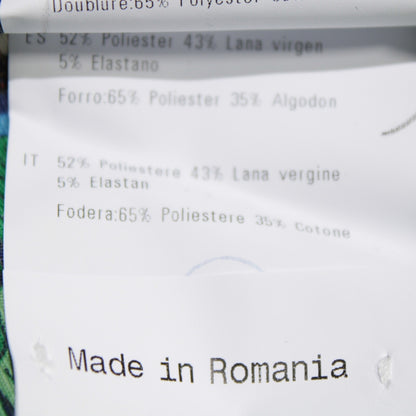 Doublure:65% Polyester
ES 52% Poliester 43% Lana virgen
5% Elastano
Forro:65% Poliester 35% Algodon
IT 52% Poliestere 43% Lana vergine
5% Elastan
Fodera:65% Poliestere 35% Cotone
Made in Romania